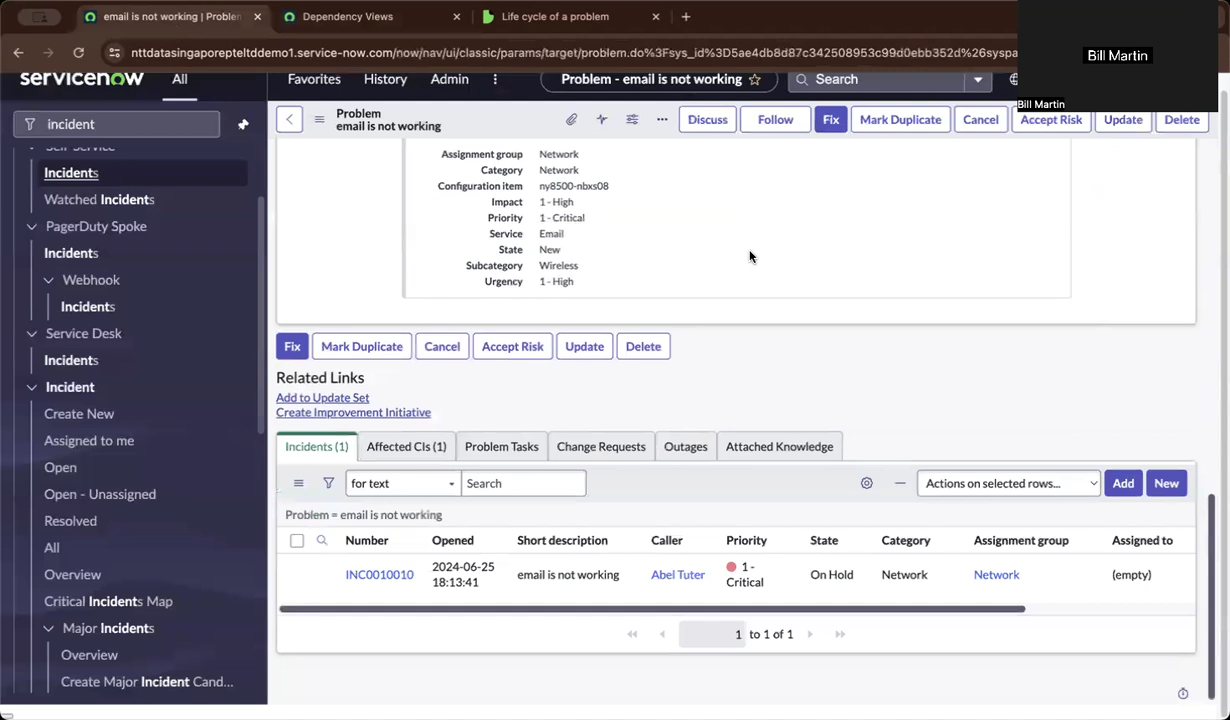 email is not working | Problem
Dependency Views
Life cycle of a problem
nttdatasingaporepteltddemo1.service-now.com/now/nav/ui/classic/params/target/problem.do%3Fsys_id%3D5ae4db8d87c342508953c99d0ebb352d%26syspa
Bill Martin
Bill Martin
servicenow
All
Favorites
History
Admin
Problem - email is not working
Search
incident
Self-Service
Incidents
Watched Incidents
PagerDuty Spoke
Incidents
Webhook
Incidents
Service Desk
Incidents
Incident
Create New
Assigned to me
Open
Open - Unassigned
Resolved
All
Overview
Critical Incidents Map
Major Incidents
Overview
Create Major Incident Cand...
Problem
email is not working
Discuss
Follow
Fix
Mark Duplicate
Cancel
Accept Risk
Update
Delete
Assignment group Network
Category Network
Configuration item ny8500-nbxs08
Impact 1 - High
Priority 1 - Critical
Service Email
State New
Subcategory Wireless
Urgency 1 - High
Fix
Mark Duplicate
Cancel
Accept Risk
Update
Delete
Related Links
Add to Update Set
Create Improvement Initiative
Incidents (1)
Affected CIs (1)
Problem Tasks
Change Requests
Outages
Attached Knowledge
for text
Search
Actions on selected rows...
Add
New
Problem = email is not working
Number Opened Short description Caller Priority State Category Assignment group Assigned to
INC0010010 2024-06-25 18:13:41 email is not working Abel Tuter 1 - Critical On Hold Network Network (empty)
1 to 1 of 1